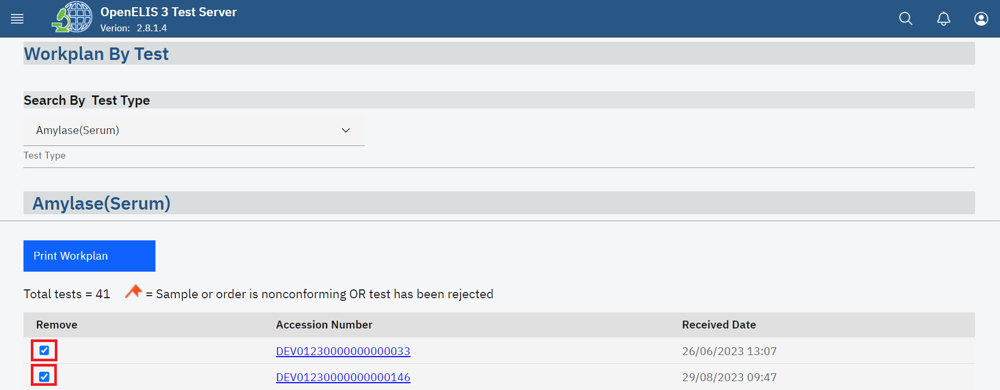 OpenELIS 3 Test Server
Verion: 2.8.1.4
Workplan By Test
Search By Test Type
Amylase(Serum)
Test Type
Amylase(Serum)
Print Workplan
Total tests = 41 = Sample or order is nonconforming OR test has been rejected
Remove Accession Number Received Date
DEV01230000000000033 26/06/2023 13:07
DEV01230000000000146 29/08/2023 09:47